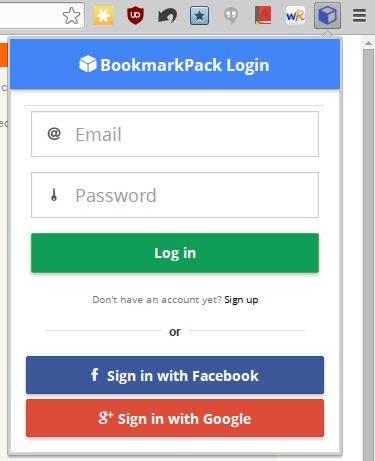 BookmarkPack Login
@ Email
Password
Log in
Don't have an account yet? Sign up
or
f Sign in with Facebook
g+ Sign in with Google